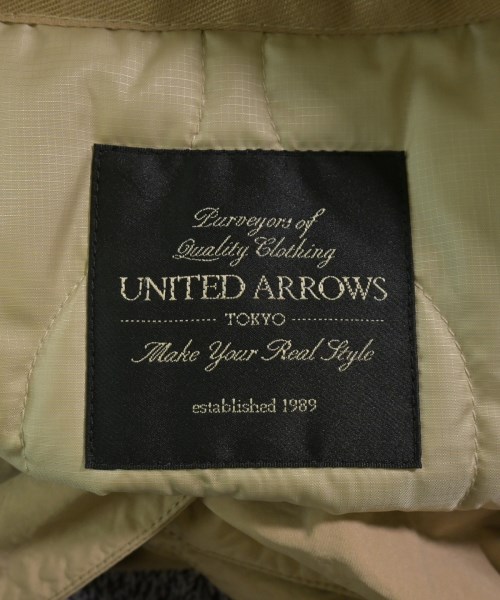 Purveyors of
Quality Clothing
UNITED ARROWS
TOKYO
Make Your Real Style
established 1989